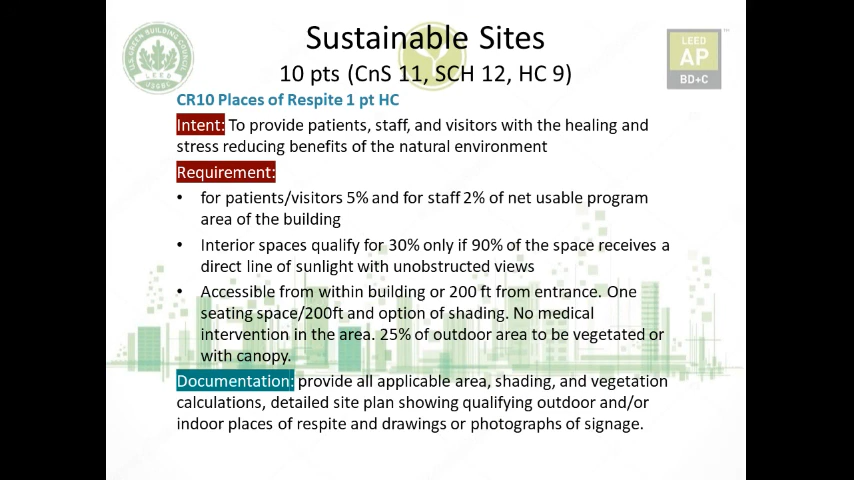 Sustainable Sites
10 pts (CnS 11, SCH 12, HC 9)
U.S. GREEN BUILDING COUNCIL
LEED
USGBC
LEED
AP
BD+C
CR10 Places of Respite 1 pt HC
Intent: To provide patients, staff, and visitors with the healing and
stress reducing benefits of the natural environment
Requirement:
• for patients/visitors 5% and for staff 2% of net usable program
area of the building
• Interior spaces qualify for 30% only if 90% of the space receives a
direct line of sunlight with unobstructed views
• Accessible from within building or 200 ft from entrance. One
seating space/200ft and option of shading. No medical
intervention in the area. 25% of outdoor area to be vegetated or
with canopy.
Documentation: provide all applicable area, shading, and vegetation
calculations, detailed site plan showing qualifying outdoor and/or
indoor places of respite and drawings or photographs of signage.